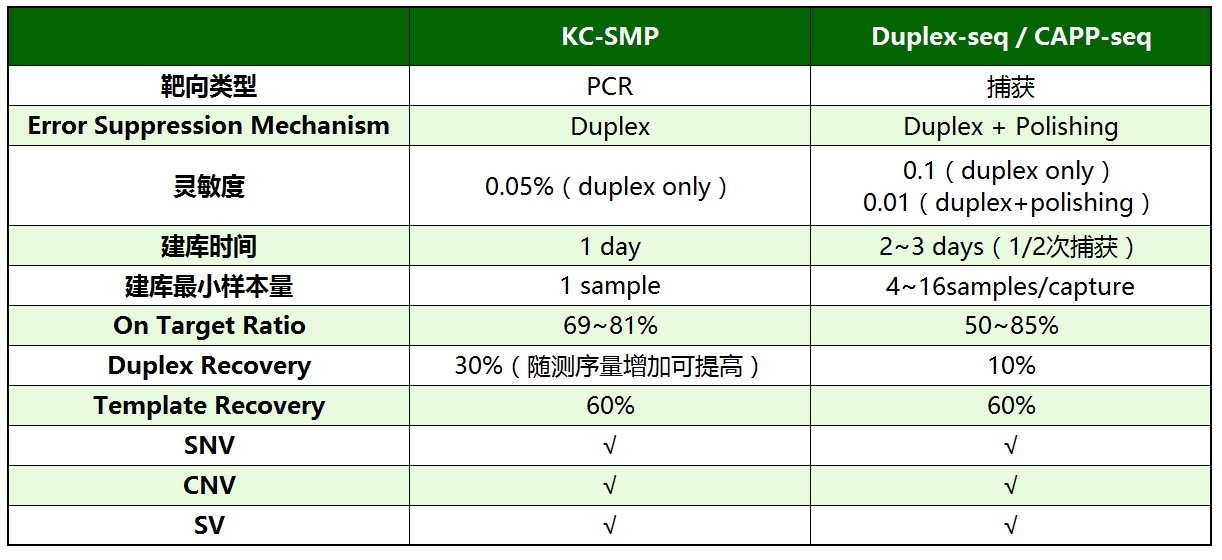 KC-SMP Duplex-seq / CAPP-seq
靶向类型 PCR 捕获
Error Suppression Mechanism Duplex Duplex + Polishing
灵敏度 0.05%（duplex only） 0.1（duplex only）
0.01（duplex+polishing）
建库时间 1 day 2~3 days（1/2次捕获）
建库最小样本量 1 sample 4~16samples/capture
On Target Ratio 69~81% 50~85%
Duplex Recovery 30%（随测序量增加可提高） 10%
Template Recovery 60% 60%
SNV √ √
CNV √ √
SV √ √